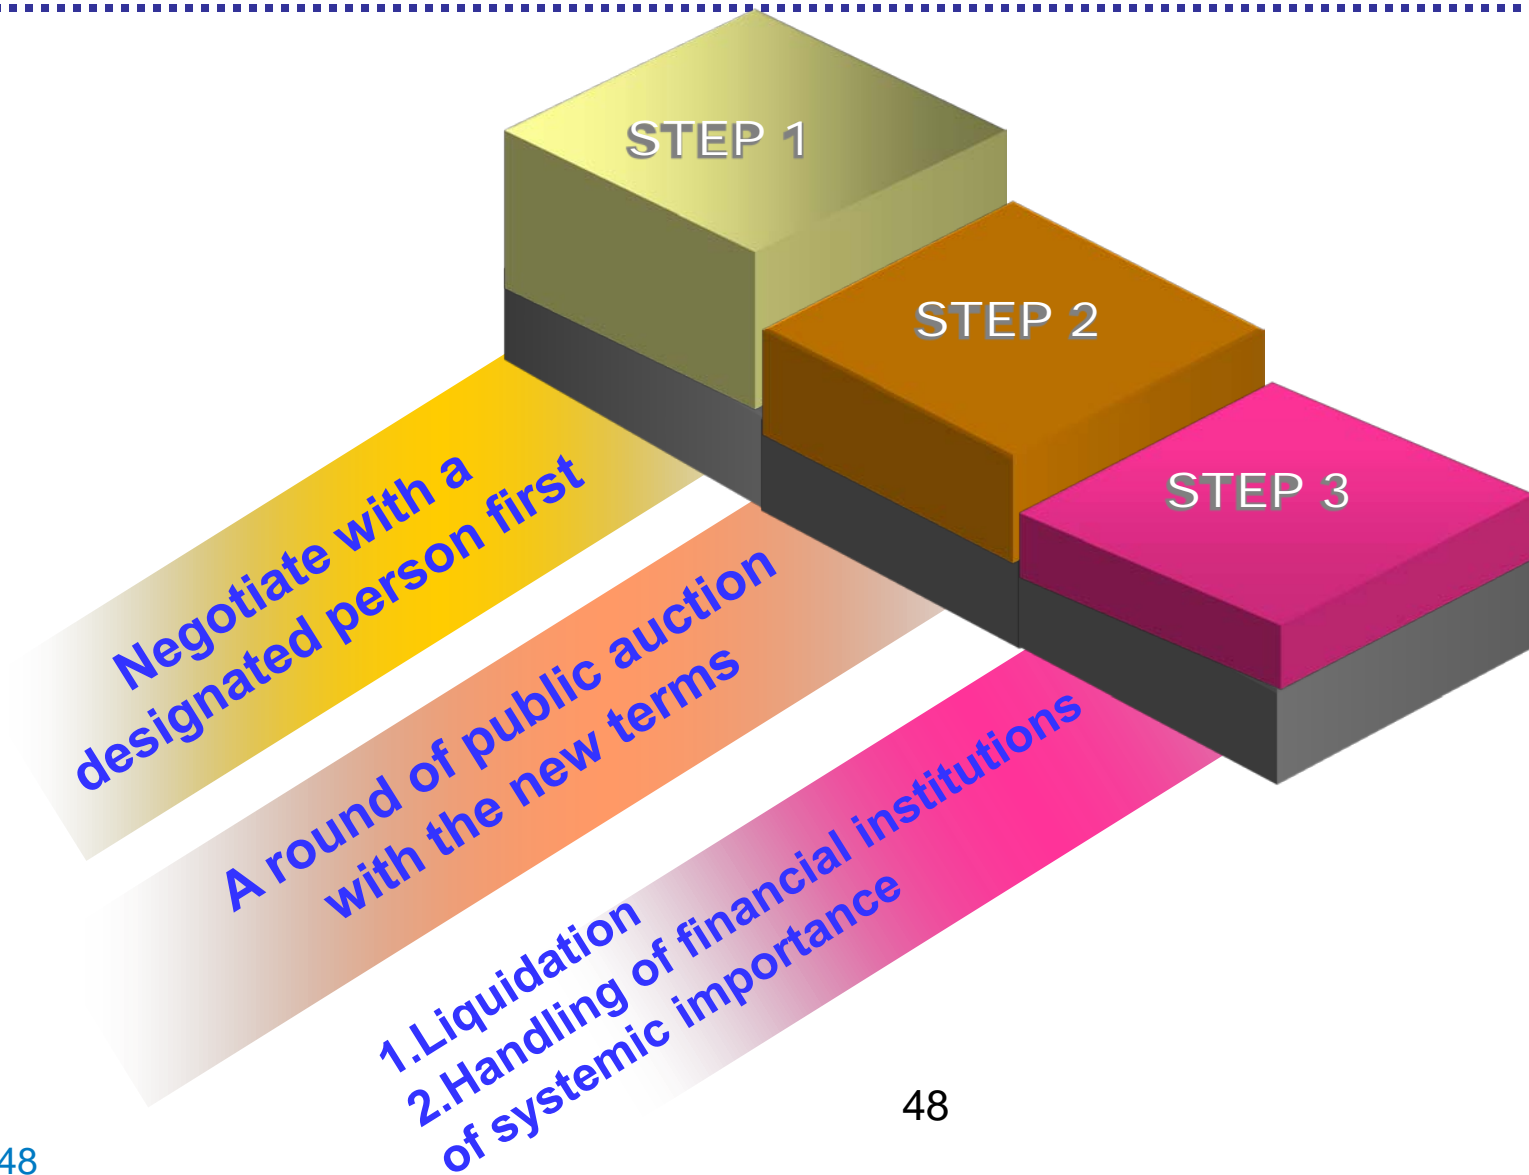 STEP 1
STEP 2
STEP 3
Negotiate with a
designated person first
A round of public auction
with the new terms
1.Liquidation
2.Handling of financial institutions
of systemic importance
48
48